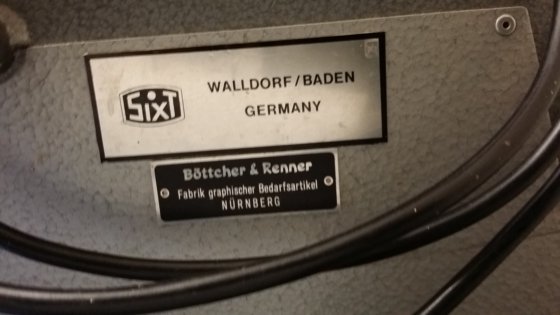 SixT
WALLDORF/BADEN
GERMANY
Böttcher & Renner
Fabrik graphischer Bedarfsartikel
NÜRNBERG